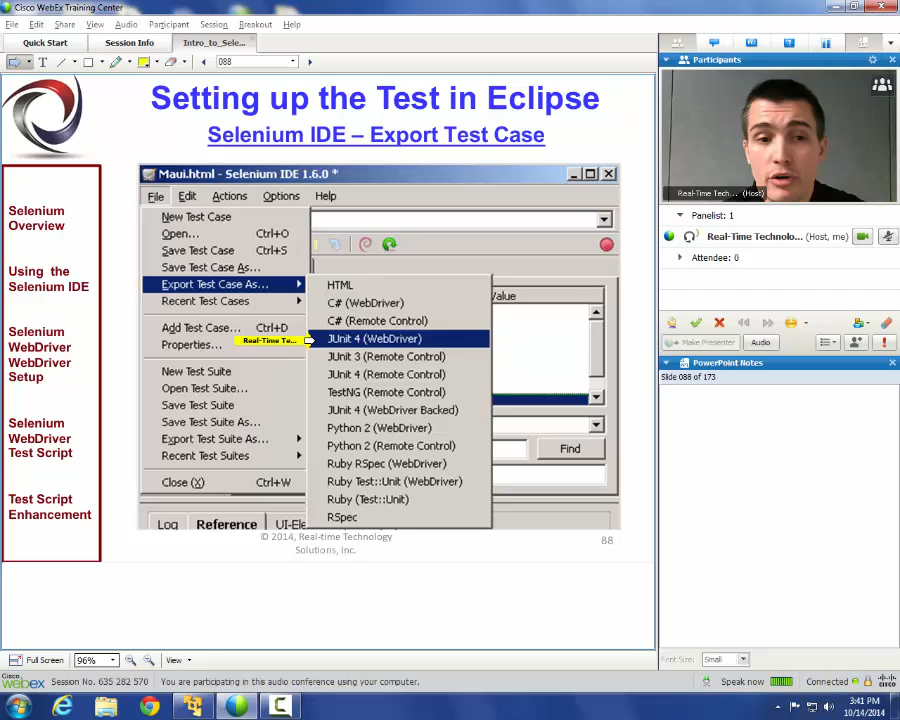 Cisco WebEx Training Center
File Edit Share View Audio Participant Session Breakout Help
Quick Start Session Info Intro_to_Sele...
088
Setting up the Test in Eclipse
Selenium IDE – Export Test Case
Selenium
Overview
Using the
Selenium IDE
Selenium
WebDriver
WebDriver
Setup
Selenium
WebDriver
Test Script
Test Script
Enhancement
Maui.html - Selenium IDE 1.6.0 *
File Edit Actions Options Help
New Test Case
Open... Ctrl+O
Save Test Case Ctrl+S
Save Test Case As...
Export Test Case As...
Recent Test Cases
Add Test Case... Ctrl+D
Properties...
Real-Time Te...
New Test Suite
Open Test Suite...
Save Test Suite
Save Test Suite As...
Export Test Suite As...
Recent Test Suites
Close (X) Ctrl+W
HTML
C# (WebDriver)
C# (Remote Control)
JUnit 4 (WebDriver)
JUnit 3 (Remote Control)
JUnit 4 (Remote Control)
TestNG (Remote Control)
JUnit 4 (WebDriver Backed)
Python 2 (WebDriver)
Python 2 (Remote Control)
Ruby RSpec (WebDriver)
Ruby Test::Unit (WebDriver)
Ruby (Test::Unit)
RSpec
Value
Find
Log Reference UI-Ele
© 2014, Real-time Technology
Solutions, Inc.
88
Participants
Real-Time Tech... (Host)
Panelist: 1
Real-Time Technolo... (Host, me)
Attendee: 0
Make Presenter Audio
PowerPoint Notes
Slide 088 of 173
Font Size: Small
Full Screen 96% View
Cisco webex Session No. 635 282 570 You are participating in this audio conference using your computer. Speak now Connected cisco
3:41 PM
10/14/2014